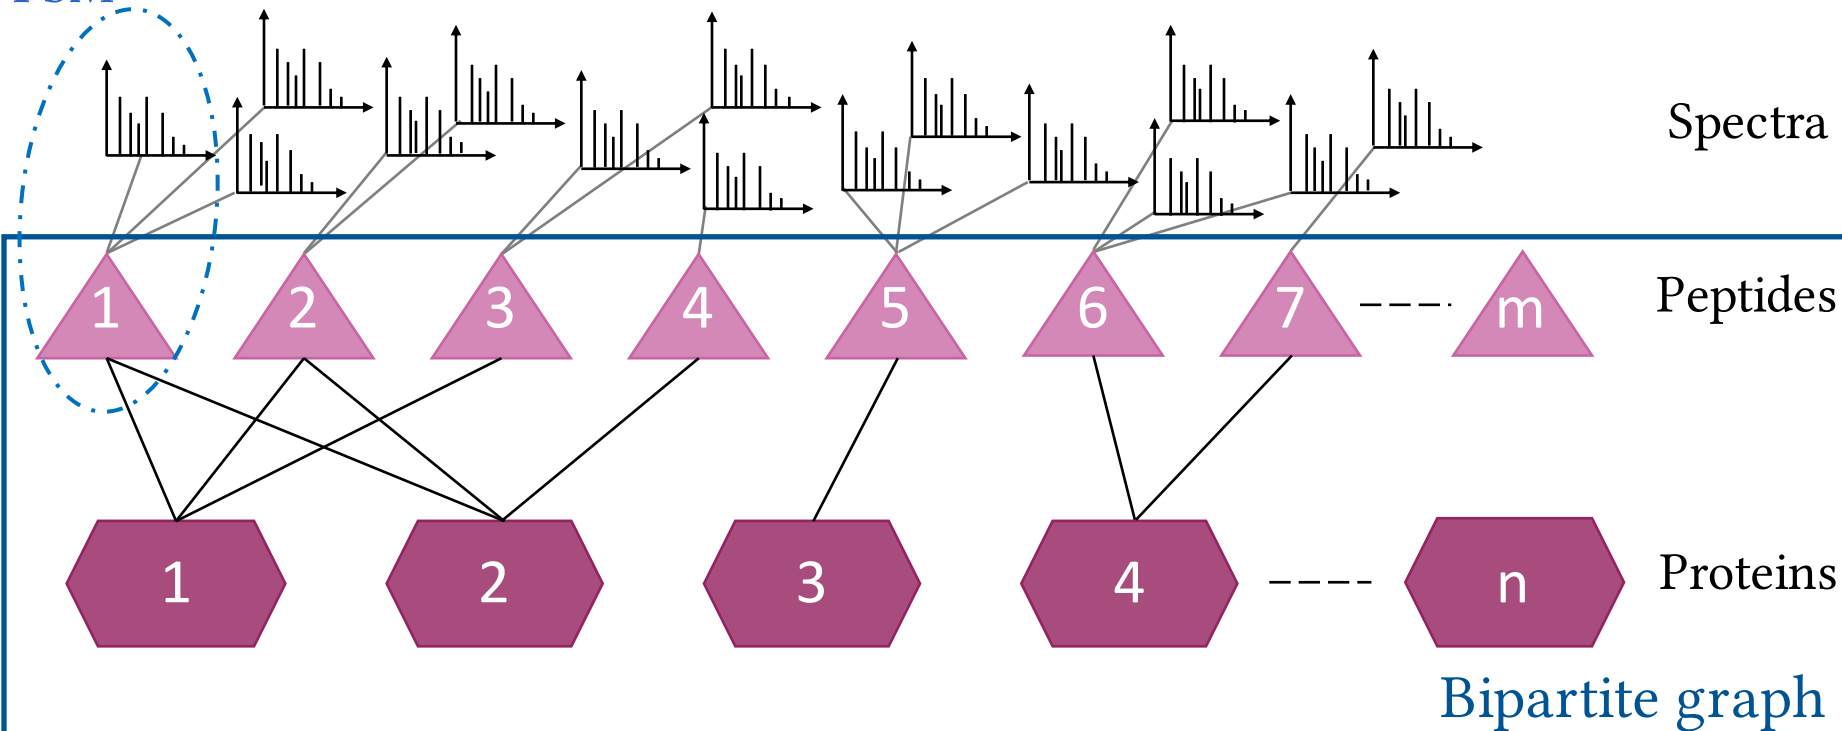 Spectra
1 2 3 4 5 6 7 m
Peptides
1 2 3 4 n
Proteins
Bipartite graph